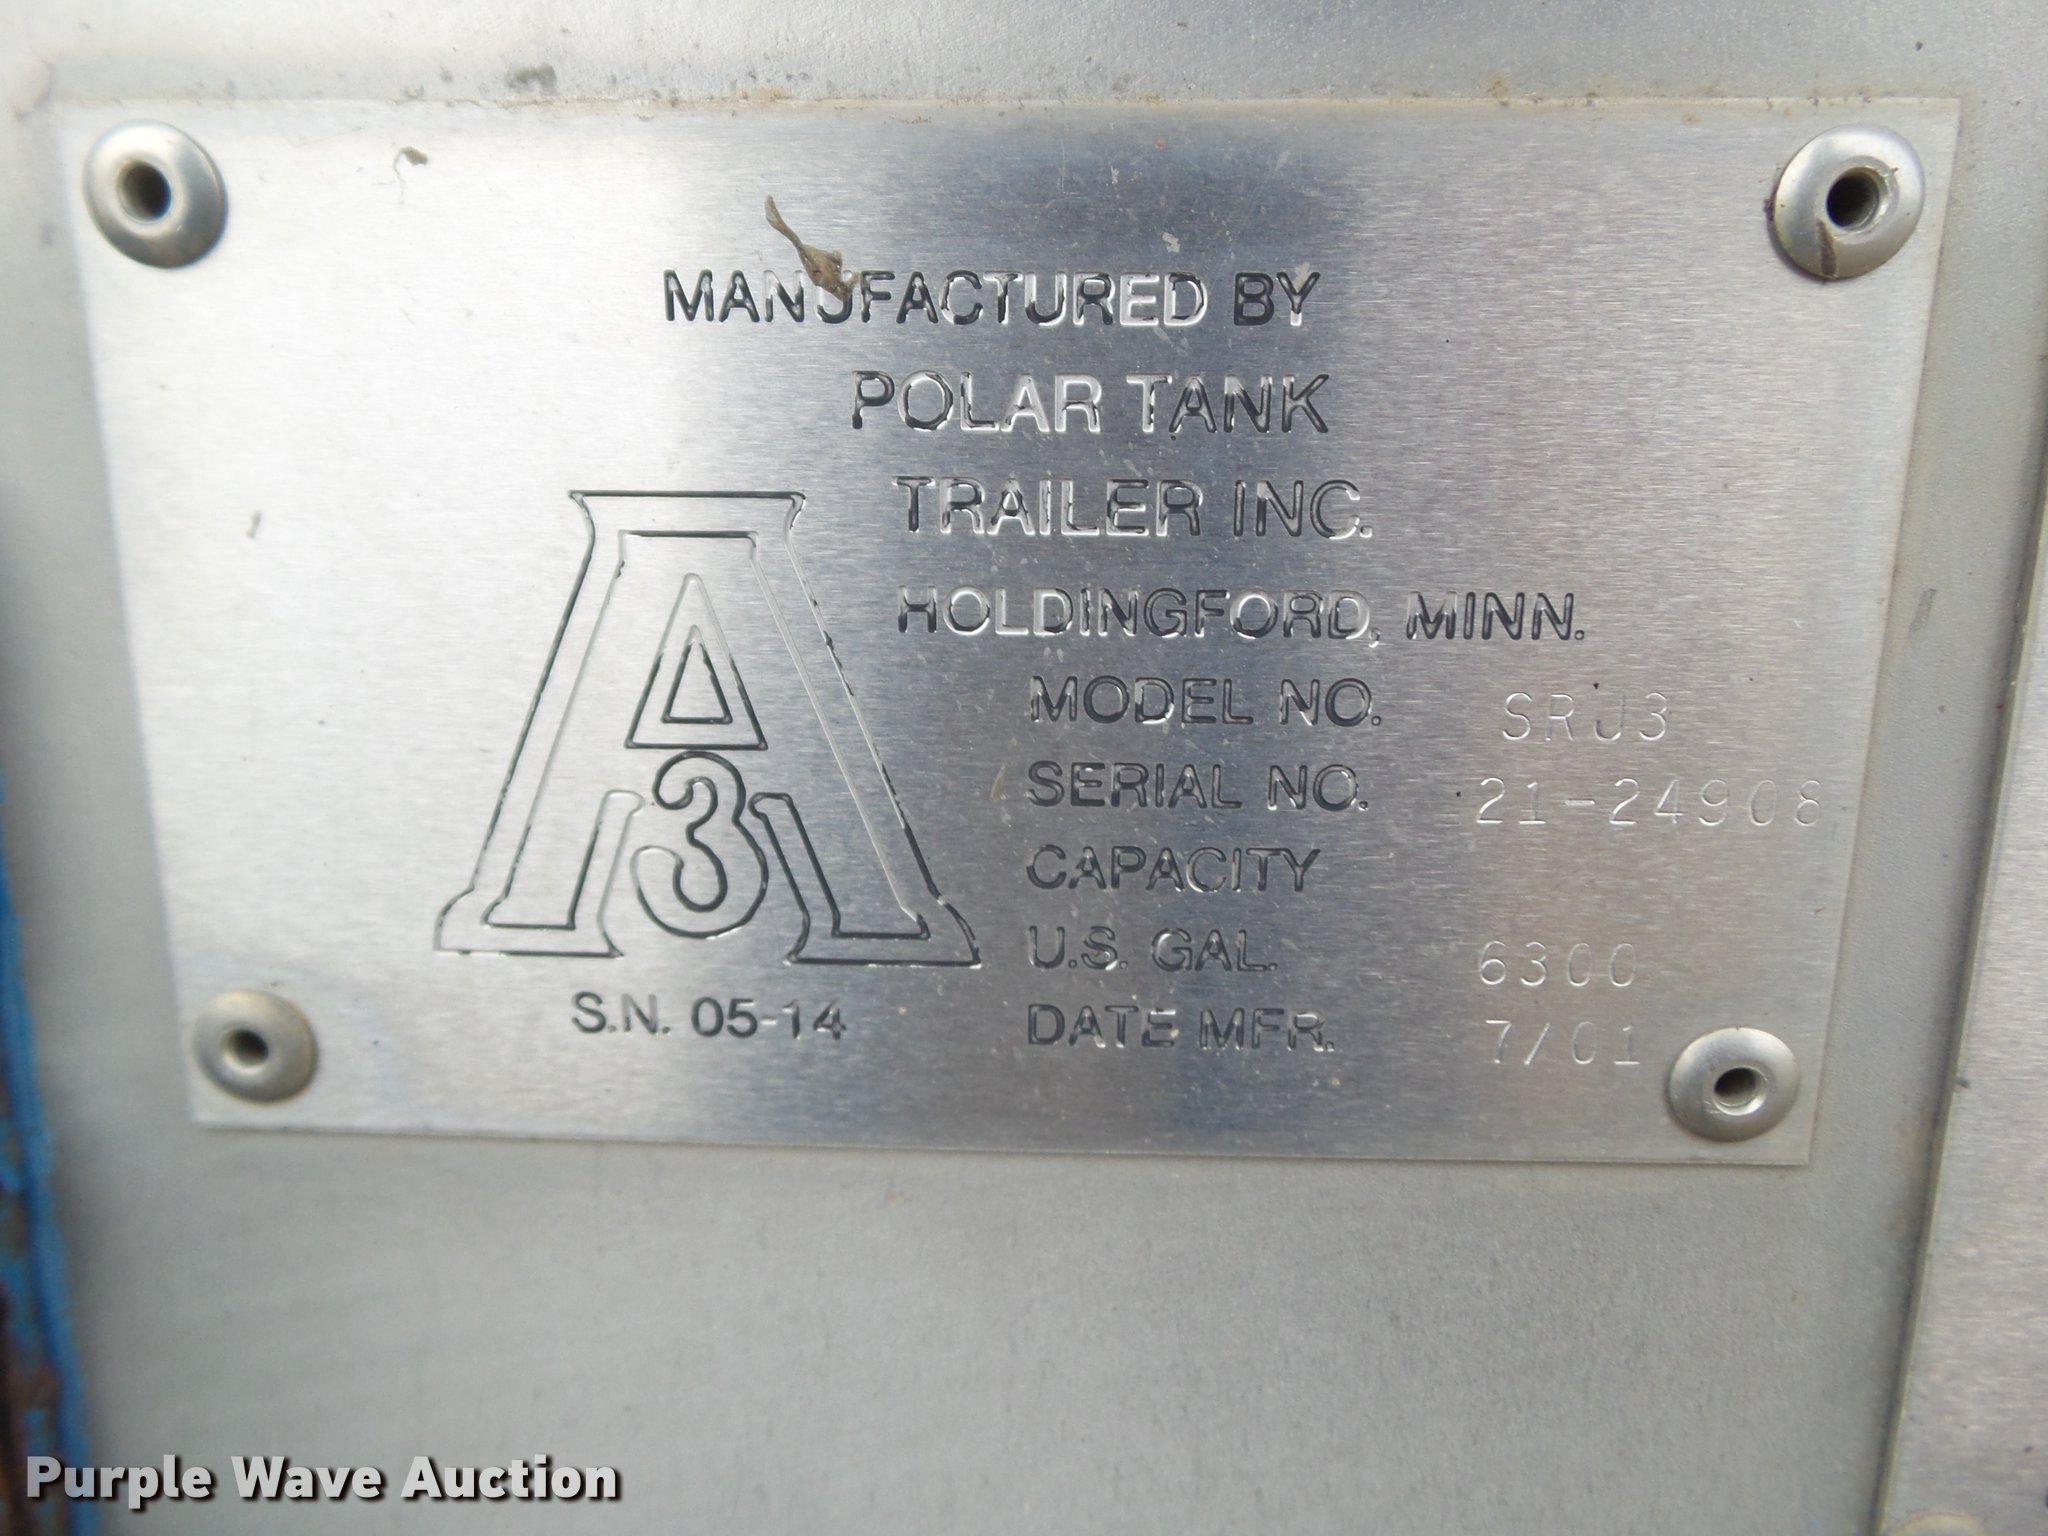 MANUFACTURED BY
POLAR TANK
TRAILER INC.
HOLDINGFORD, MINN.
MODEL NO. SRJ3
SERIAL NO. 21-24908
CAPACITY
U.S. GAL. 6300
DATE MFR. 7/01
A
3
S.N. 05-14
Purple Wave Auction